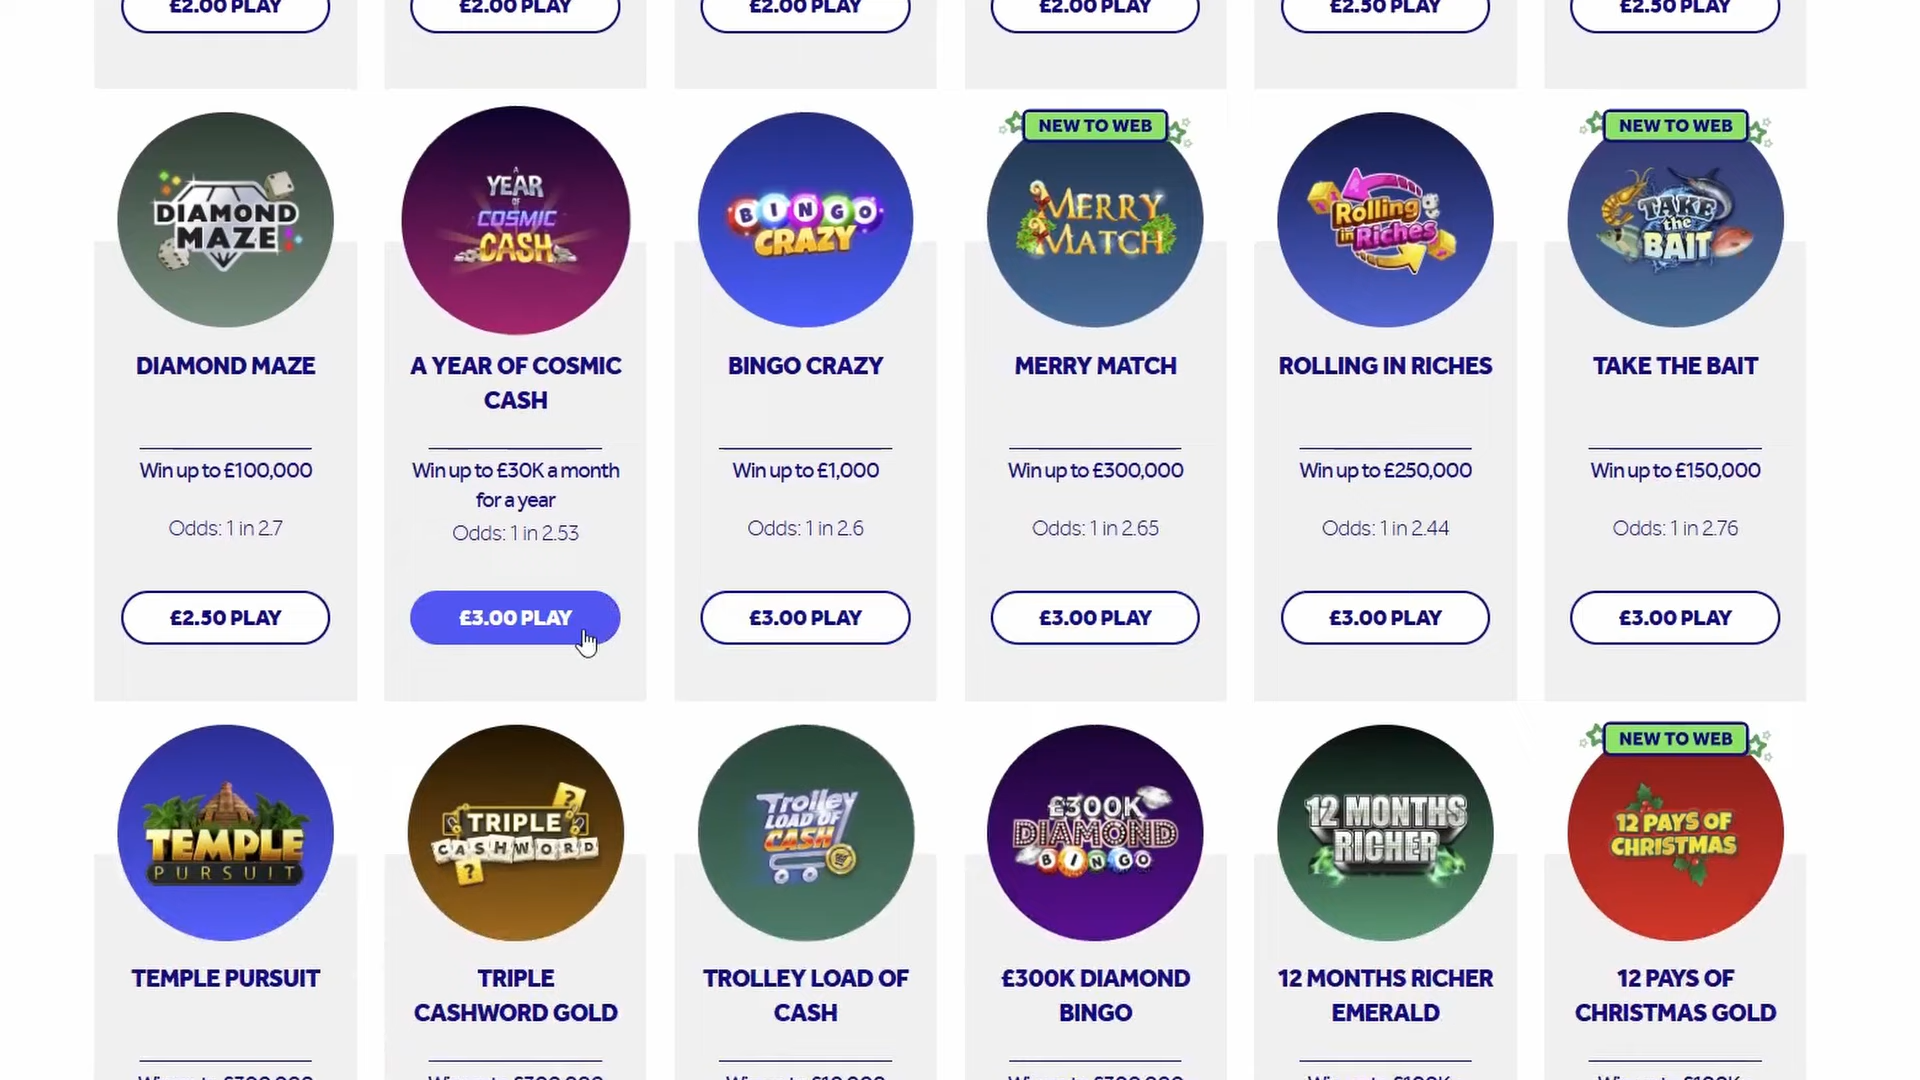 £2.00 PLAY
£2.00 PLAY
£2.00 PLAY
£2.00 PLAY
£2.50 PLAY
£2.50 PLAY
DIAMOND
MAZE
DIAMOND MAZE
Win up to £100,000
Odds: 1 in 2.7
£2.50 PLAY
A
YEAR
OF
COSMIC
CASH
A YEAR OF COSMIC
CASH
Win up to £30K a month
for a year
Odds: 1 in 2.53
£3.00 PLAY
BINGO
CRAZY
BINGO CRAZY
Win up to £1,000
Odds: 1 in 2.6
£3.00 PLAY
NEW TO WEB
MERRY
MATCH
MERRY MATCH
Win up to £300,000
Odds: 1 in 2.65
£3.00 PLAY
Rolling
in Riches
ROLLING IN RICHES
Win up to £250,000
Odds: 1 in 2.44
£3.00 PLAY
NEW TO WEB
TAKE
the
BAIT
TAKE THE BAIT
Win up to £150,000
Odds: 1 in 2.76
£3.00 PLAY
TEMPLE
PURSUIT
TEMPLE PURSUIT
?
TRIPLE
CASHWORD
?
TRIPLE
CASHWORD GOLD
Trolley
LOAD OF
CASH
TROLLEY LOAD OF
CASH
£300K
DIAMOND
BINGO
£300K DIAMOND
BINGO
12 MONTHS
RICHER
12 MONTHS RICHER
EMERALD
NEW TO WEB
12 PAYS OF
CHRISTMAS
12 PAYS OF
CHRISTMAS GOLD